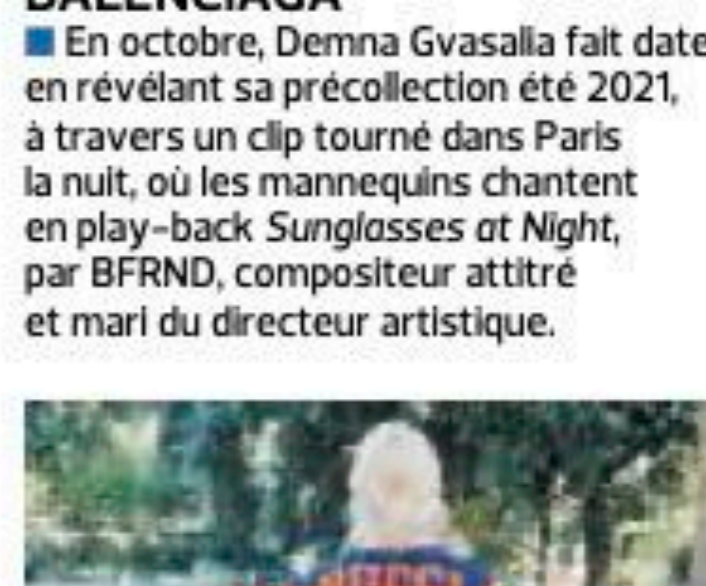 BALENCIAGA
■ En octobre, Demna Gvasalia fait date
en révélant sa précollection été 2021,
à travers un clip tourné dans Paris
la nuit, où les mannequins chantent
en play-back Sunglasses at Night,
par BFRND, compositeur attitré
et mari du directeur artistique.